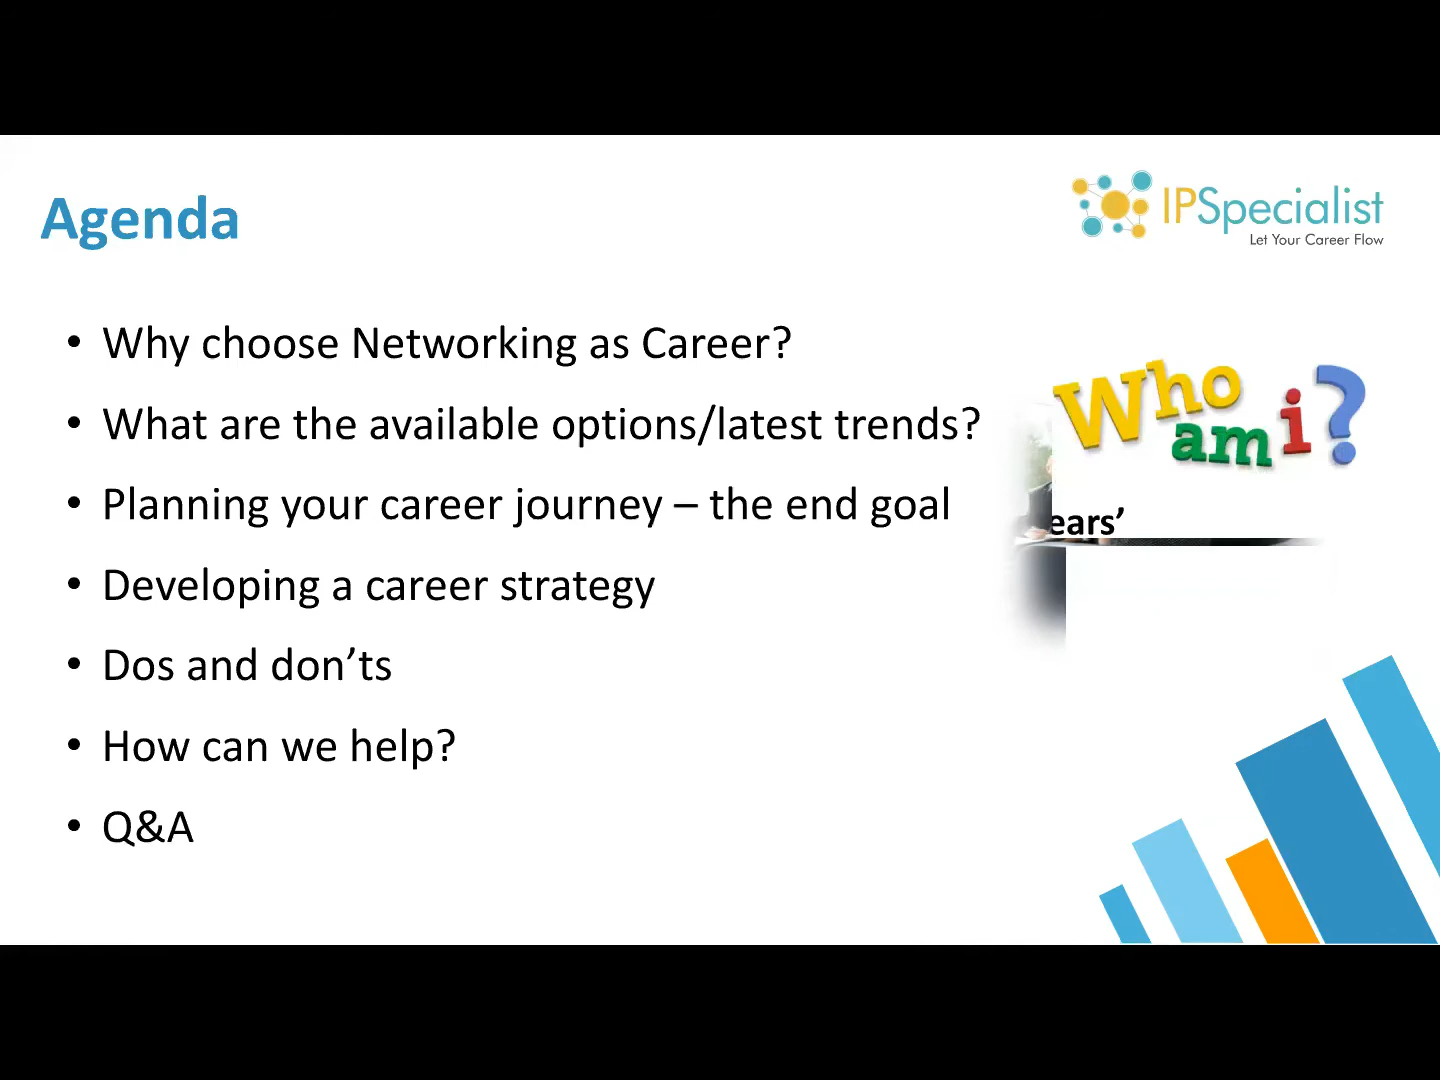 Agenda
IPSpecialist
Let Your Career Flow
• Why choose Networking as Career?
• What are the available options/latest trends?
• Planning your career journey – the end goal
• Developing a career strategy
• Dos and don’ts
• How can we help?
• Q&A
Who
am i?
ears’